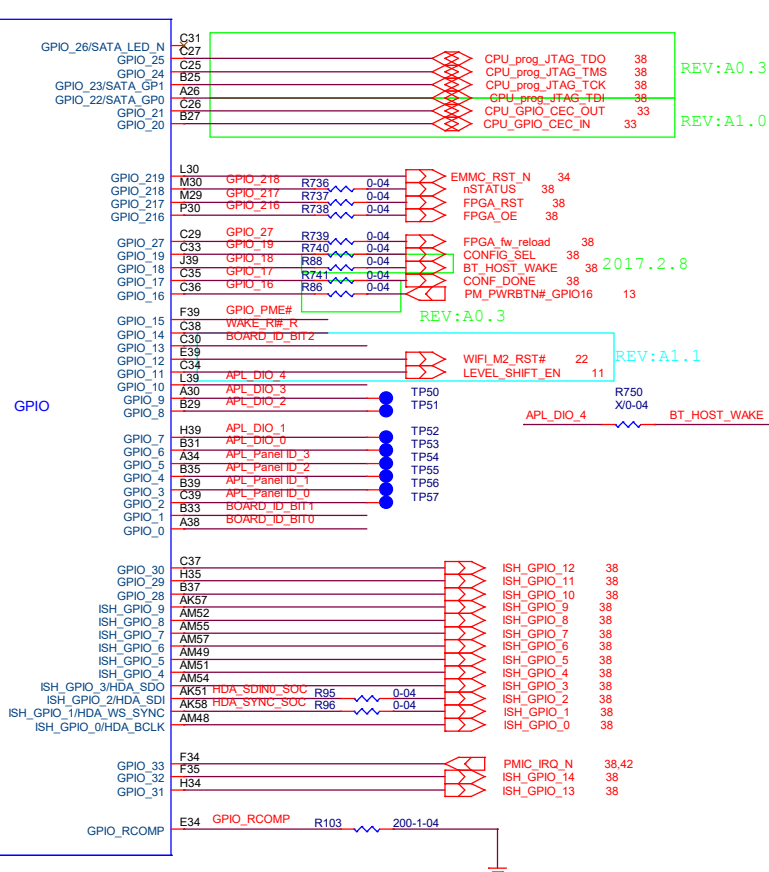 GPIO
GPIO_26/SATA_LED_N C31
GPIO_25 C27 CPU_prog_JTAG_TDO 38
GPIO_24 C25 CPU_prog_JTAG_TMS 38
REV:A0.3
GPIO_23/SATA_GP1 B25 CPU_prog_JTAG_TCK 38
GPIO_22/SATA_GP0 A26 CPU_prog_JTAG_TDI 38
GPIO_21 C26 CPU_GPIO_CEC_OUT 33
GPIO_20 B27 CPU_GPIO_CEC_IN 33
REV:A1.0
GPIO_219 L30 EMMC_RST_N 34
GPIO_218 M30 GPIO_218 R736 0-04 nSTATUS 38
GPIO_217 M29 GPIO_217 R737 0-04 FPGA_RST 38
GPIO_216 P30 GPIO_216 R738 0-04 FPGA_OE 38
GPIO_27 C29 GPIO_27 R739 0-04 FPGA_fw_reload 38
GPIO_19 C33 GPIO_19 R740 0-04 CONFIG_SEL 38
GPIO_18 J39 GPIO_18 R88 0-04 BT_HOST_WAKE 38 2017.2.8
GPIO_17 C35 GPIO_17 R741 0-04 CONF_DONE 38
GPIO_16 C36 GPIO_16 R86 0-04 PM_PWRBTN#_GPIO16 13
REV:A0.3
GPIO_15 F39 GPIO_PME#
GPIO_14 C38 WAKE_RI#_R
GPIO_13 C30 BOARD_ID_BIT2
GPIO_12 E39 WIFI_M2_RST# 22
REV:A1.1
GPIO_11 C34 LEVEL_SHIFT_EN 11
GPIO_10 L39 APL_DIO_4
GPIO_9 A30 APL_DIO_3 TP50
GPIO_8 B29 APL_DIO_2 TP51
R750
X/0-04
APL_DIO_4 BT_HOST_WAKE
GPIO_7 H39 APL_DIO_1 TP52
GPIO_6 B31 APL_DIO_0 TP53
GPIO_5 A34 APL_Panel ID_3 TP54
GPIO_4 B35 APL_Panel ID_2 TP55
GPIO_3 B39 APL_Panel ID_1 TP56
GPIO_2 C39 APL_Panel ID_0 TP57
GPIO_1 B33 BOARD_ID_BIT1
GPIO_0 A38 BOARD_ID_BIT0
GPIO_30 C37 ISH_GPIO_12 38
GPIO_29 H35 ISH_GPIO_11 38
GPIO_28 B37 ISH_GPIO_10 38
ISH_GPIO_9 AK57 ISH_GPIO_9 38
ISH_GPIO_8 AM52 ISH_GPIO_8 38
ISH_GPIO_7 AM55 ISH_GPIO_7 38
ISH_GPIO_6 AM57 ISH_GPIO_6 38
ISH_GPIO_5 AM49 ISH_GPIO_5 38
ISH_GPIO_4 AM51 ISH_GPIO_4 38
ISH_GPIO_3/HDA_SDO AM54 ISH_GPIO_3 38
ISH_GPIO_2/HDA_SDI AK51 HDA_SDIN0_SOC R95 0-04 ISH_GPIO_2 38
ISH_GPIO_1/HDA_WS_SYNC AK58 HDA_SYNC_SOC R96 0-04 ISH_GPIO_1 38
ISH_GPIO_0/HDA_BCLK AM48 ISH_GPIO_0 38
GPIO_33 F34 PMIC_IRQ_N 38,42
GPIO_32 F35 ISH_GPIO_14 38
GPIO_31 H34 ISH_GPIO_13 38
GPIO_RCOMP E34 GPIO_RCOMP R103 200-1-04